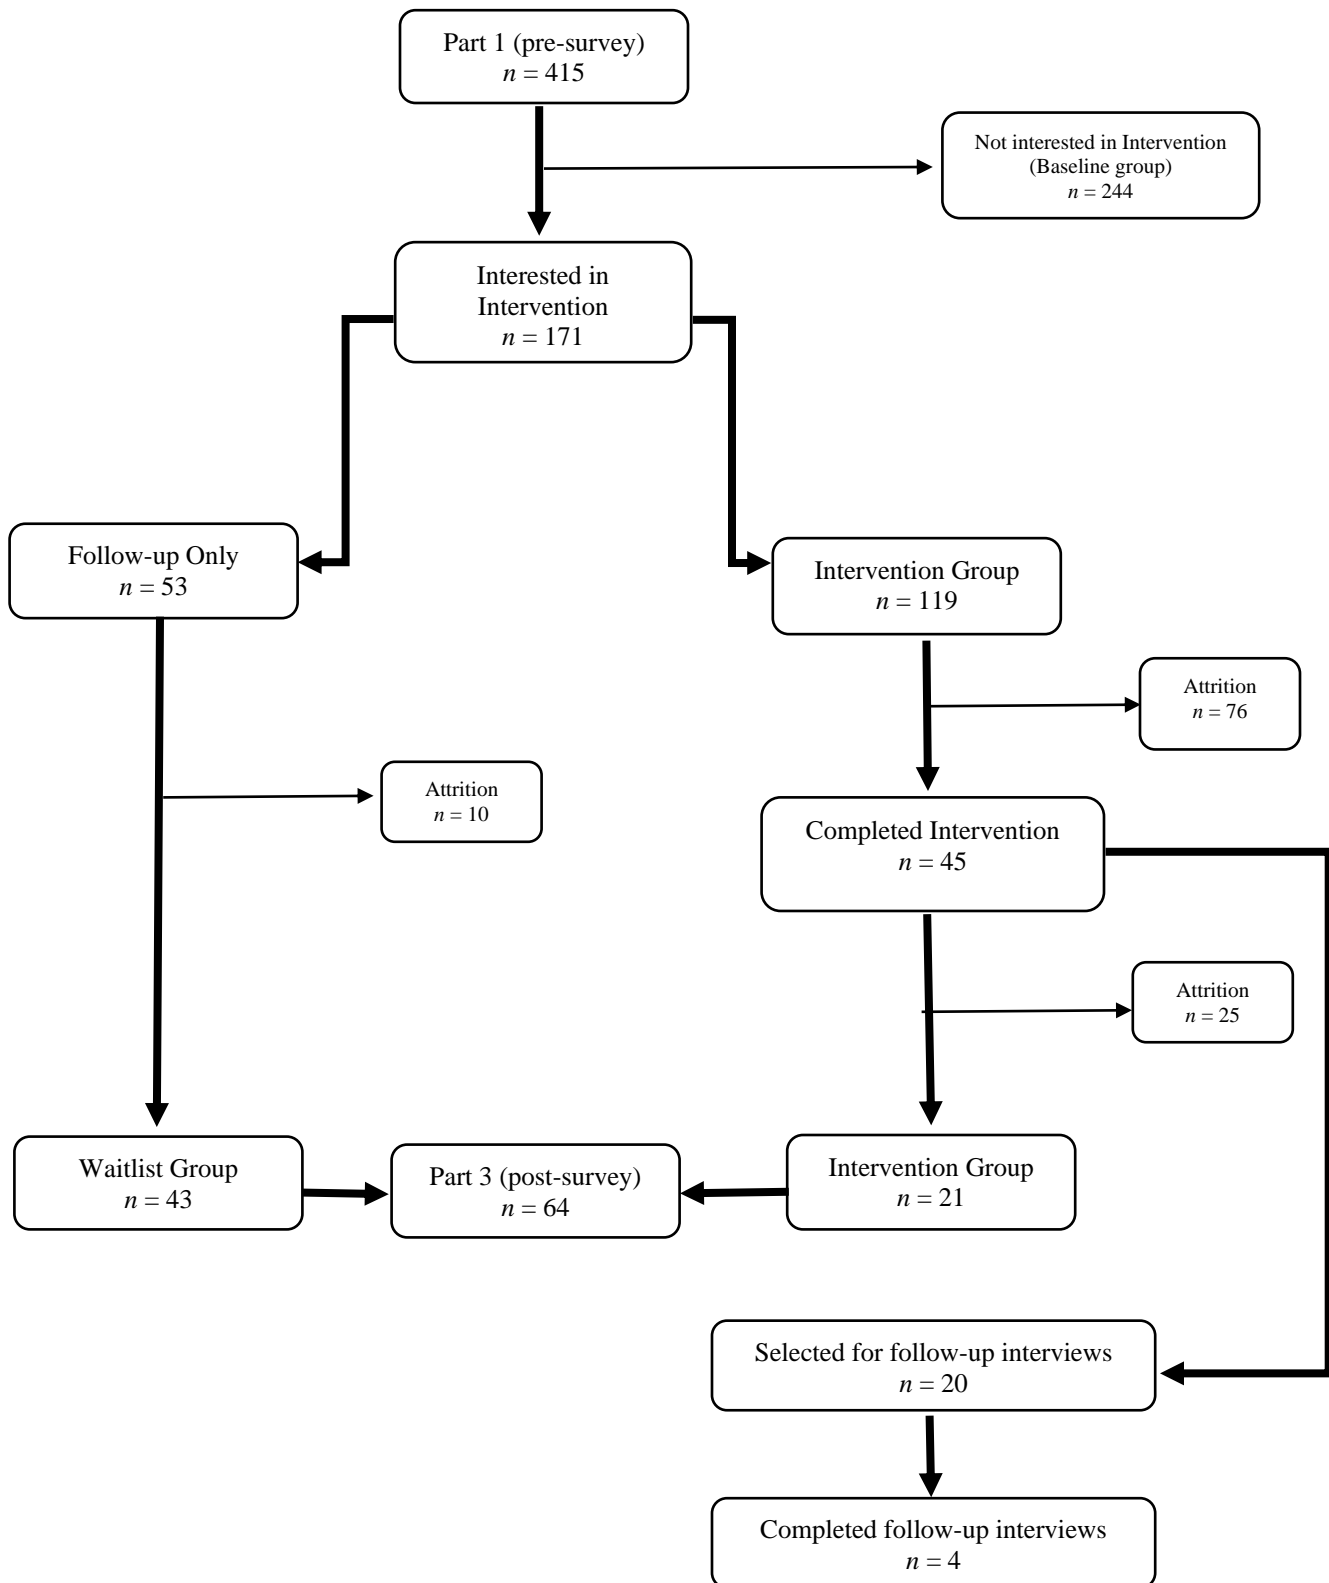 Part 1 (pre-survey)
n = 415
Not interested in Intervention
(Baseline group)
n = 244
Interested in
Intervention
n = 171
Follow-up Only
n = 53
Intervention Group
n = 119
Attrition
n = 76
Attrition
n = 10
Completed Intervention
n = 45
Attrition
n = 25
Waitlist Group
n = 43
Part 3 (post-survey)
n = 64
Intervention Group
n = 21
Selected for follow-up interviews
n = 20
Completed follow-up interviews
n = 4